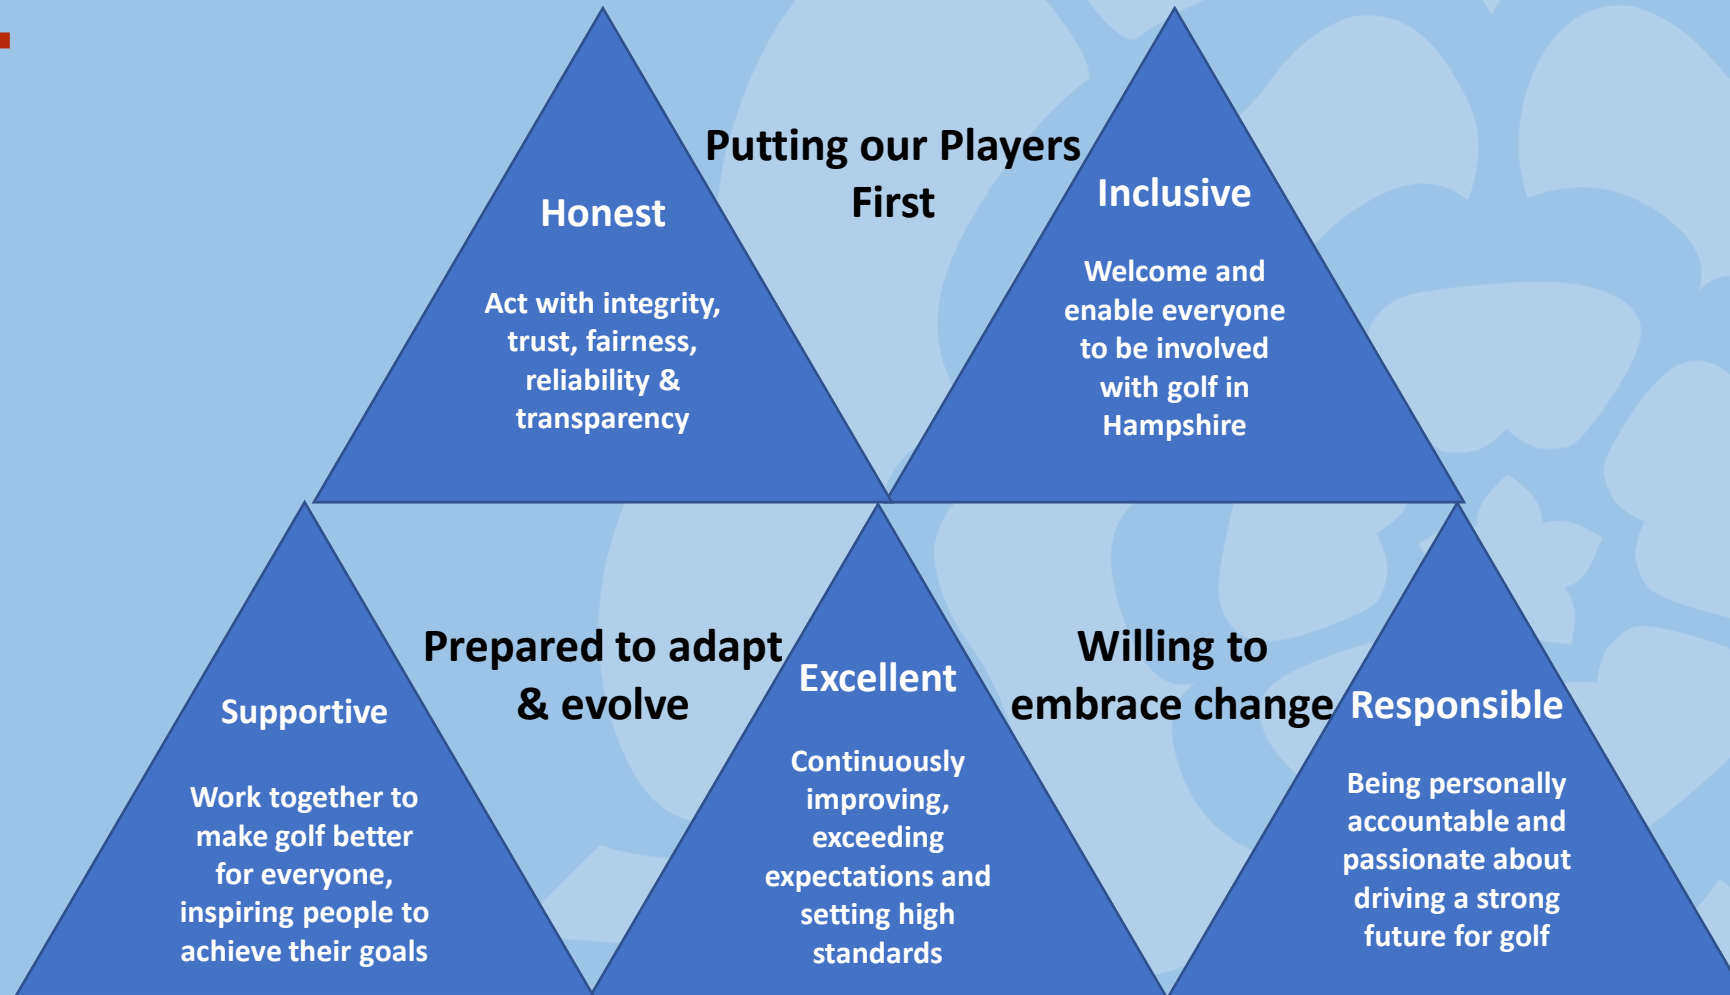 Honest
Act with integrity,
trust, fairness,
reliability &
transparency
Putting our Players
First
Inclusive
Welcome and
enable everyone
to be involved
with golf in
Hampshire
Supportive
Work together to
make golf better
for everyone,
inspiring people to
achieve their goals
Prepared to adapt
& evolve
Excellent
Continuously
improving,
exceeding
expectations and
setting high
standards
Willing to
embrace change
Responsible
Being personally
accountable and
passionate about
driving a strong
future for golf